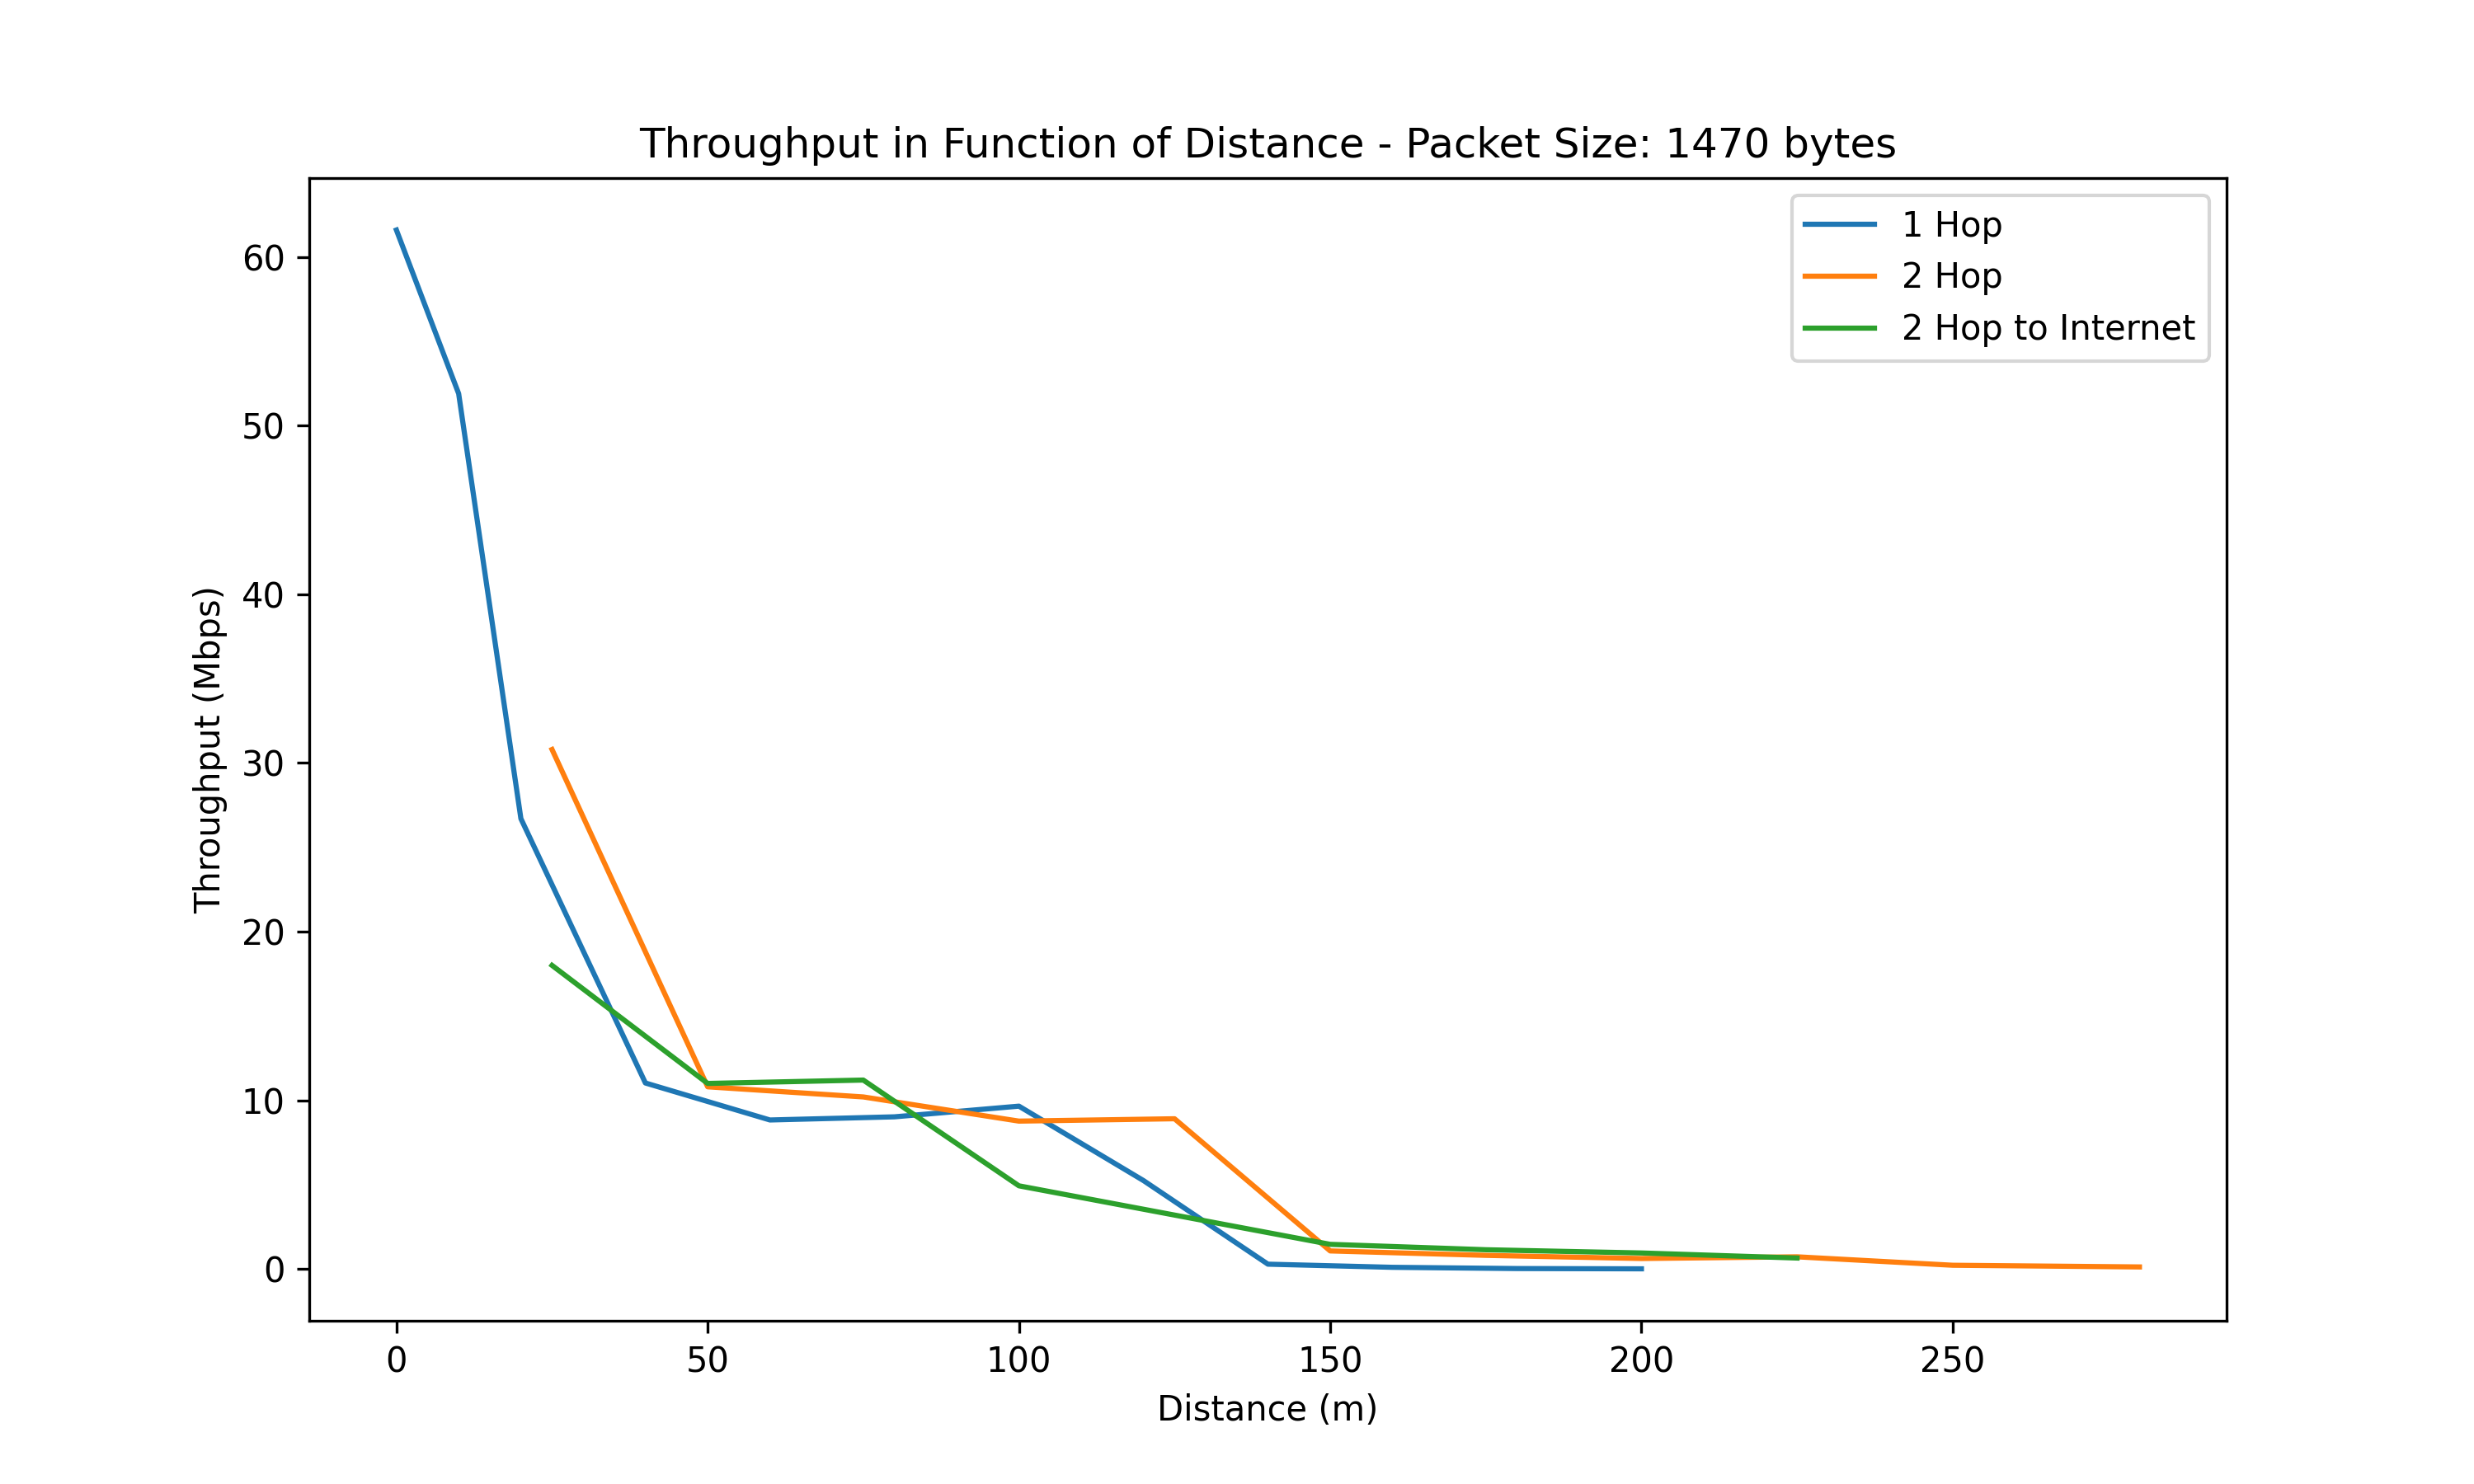 Throughput in Function of Distance - Packet Size: 1470 bytes
1 Hop
2 Hop
2 Hop to Internet
Throughput (Mbps)
60
50
40
30
20
10
0
0 50 100 150 200 250
Distance (m)